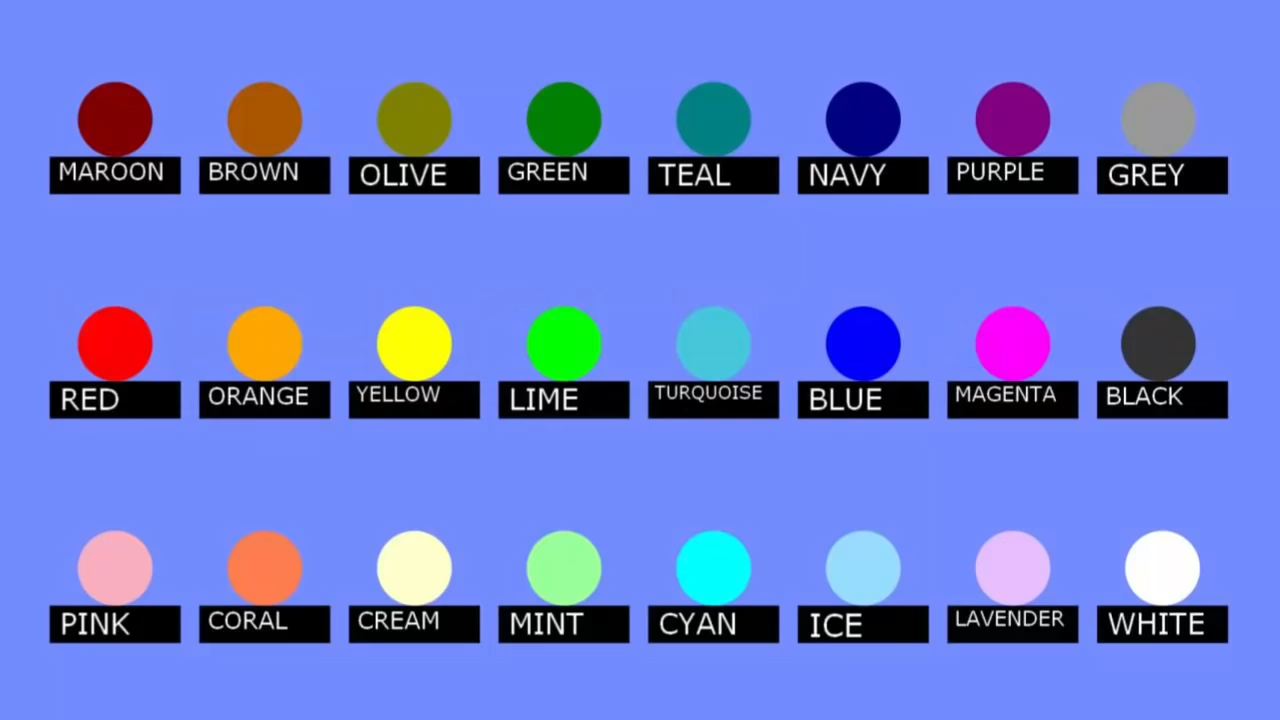 MAROON BROWN OLIVE GREEN TEAL NAVY PURPLE GREY
RED ORANGE YELLOW LIME TURQUOISE BLUE MAGENTA BLACK
PINK CORAL CREAM MINT CYAN ICE LAVENDER WHITE